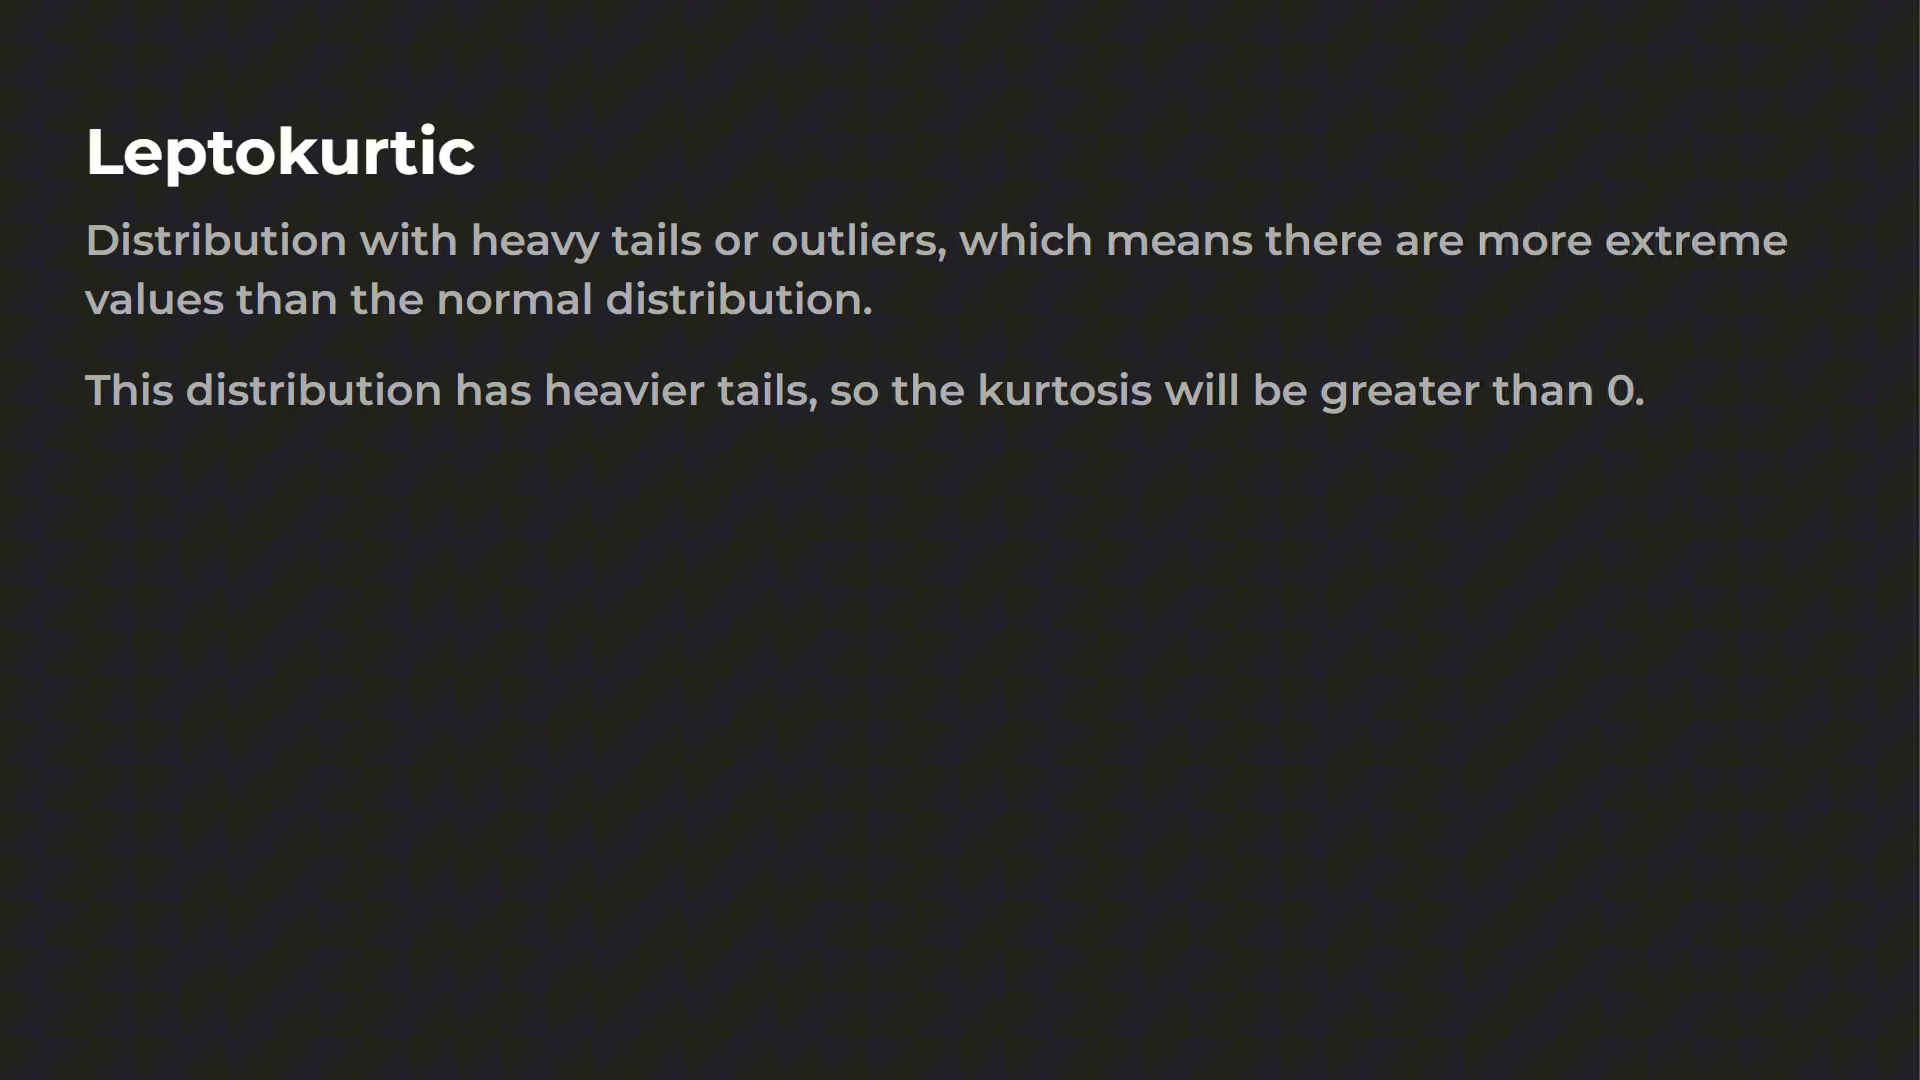 Leptokurtic
Distribution with heavy tails or outliers, which means there are more extreme
values than the normal distribution.
This distribution has heavier tails, so the kurtosis will be greater than 0.